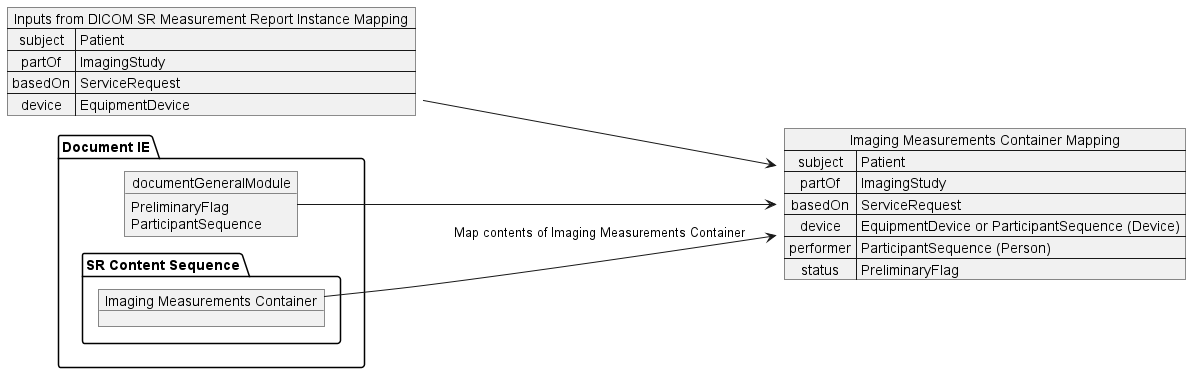 Inputs from DICOM SR Measurement Report Instance Mapping
subject Patient
partOf ImagingStudy
basedOn ServiceRequest
device EquipmentDevice
Document IE
documentGeneralModule
PreliminaryFlag
ParticipantSequence
SR Content Sequence
Imaging Measurements Container
Map contents of Imaging Measurements Container
Imaging Measurements Container Mapping
subject Patient
partOf ImagingStudy
basedOn ServiceRequest
device EquipmentDevice or ParticipantSequence (Device)
performer ParticipantSequence (Person)
status PreliminaryFlag